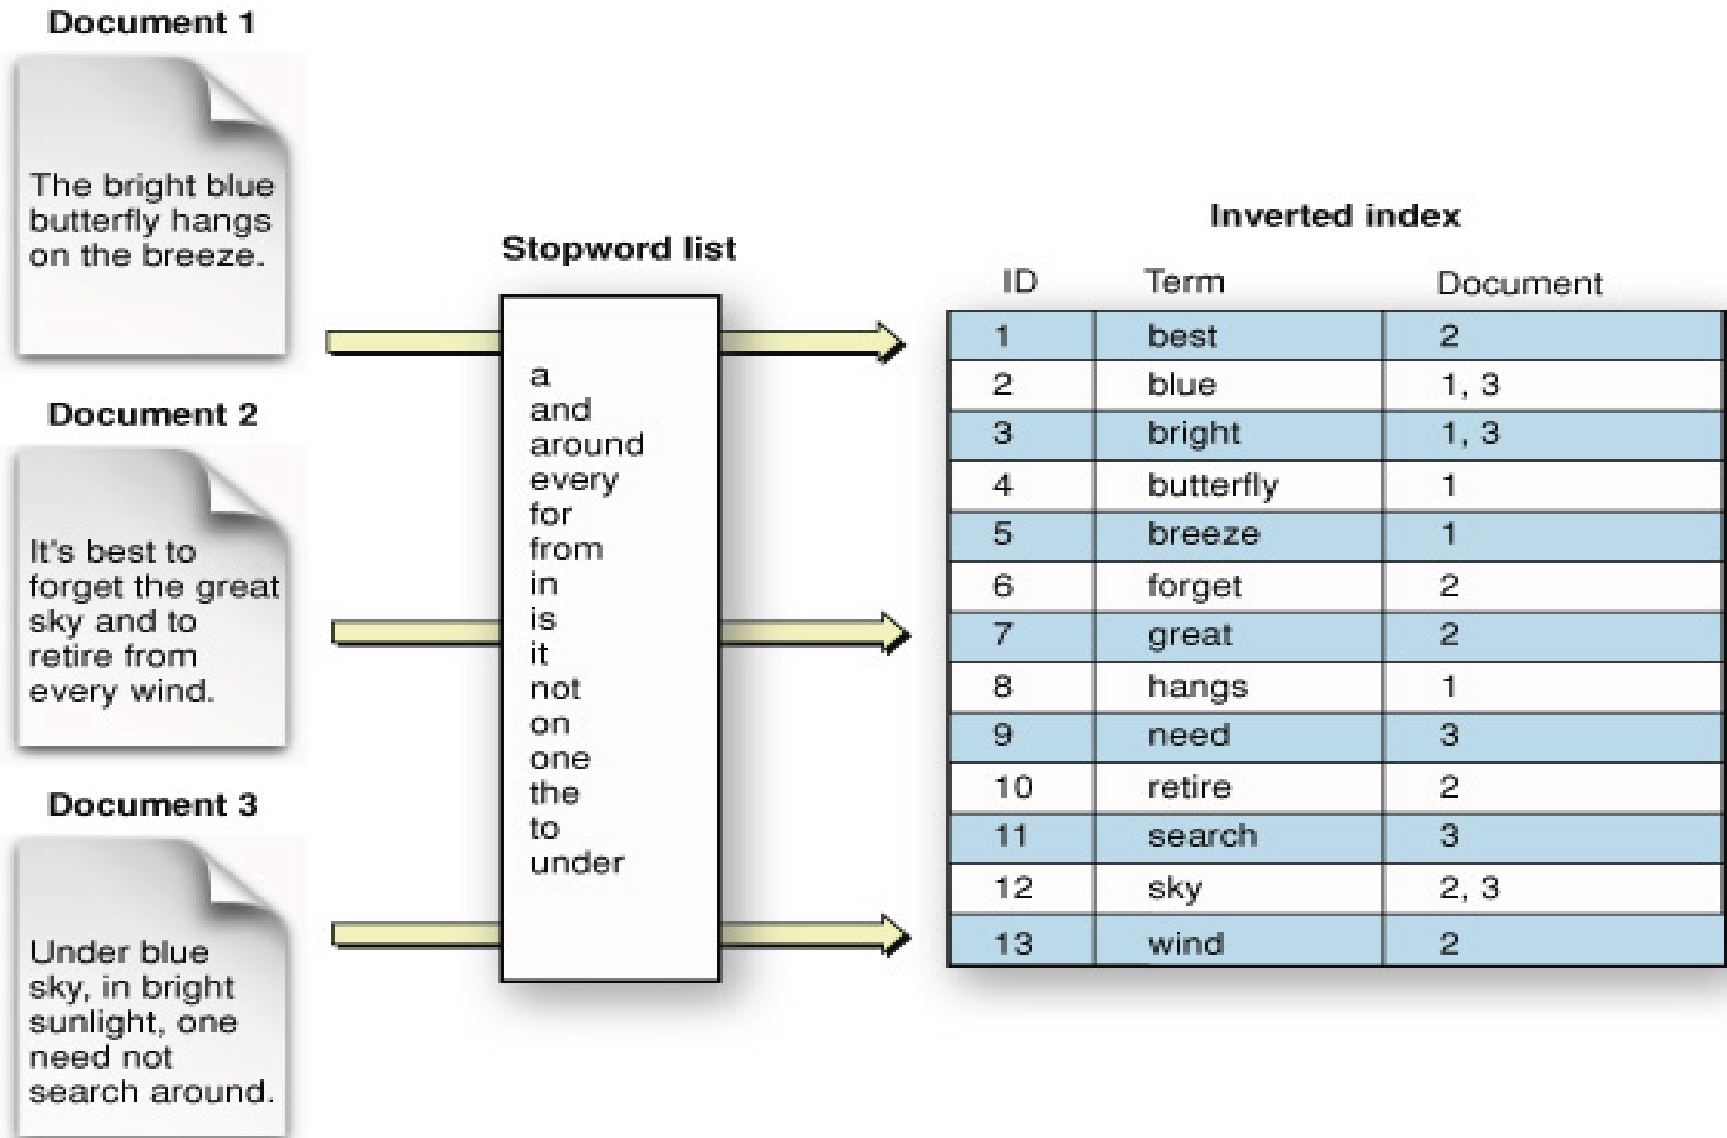 Document 1
The bright blue
butterfly hangs
on the breeze.
Document 2
It's best to
forget the great
sky and to
retire from
every wind.
Document 3
Under blue
sky, in bright
sunlight, one
need not
search around.
Stopword list
a
and
around
every
for
from
in
is
it
not
on
one
the
to
under
Inverted index
ID Term Document
1 best 2
2 blue 1, 3
3 bright 1, 3
4 butterfly 1
5 breeze 1
6 forget 2
7 great 2
8 hangs 1
9 need 3
10 retire 2
11 search 3
12 sky 2, 3
13 wind 2